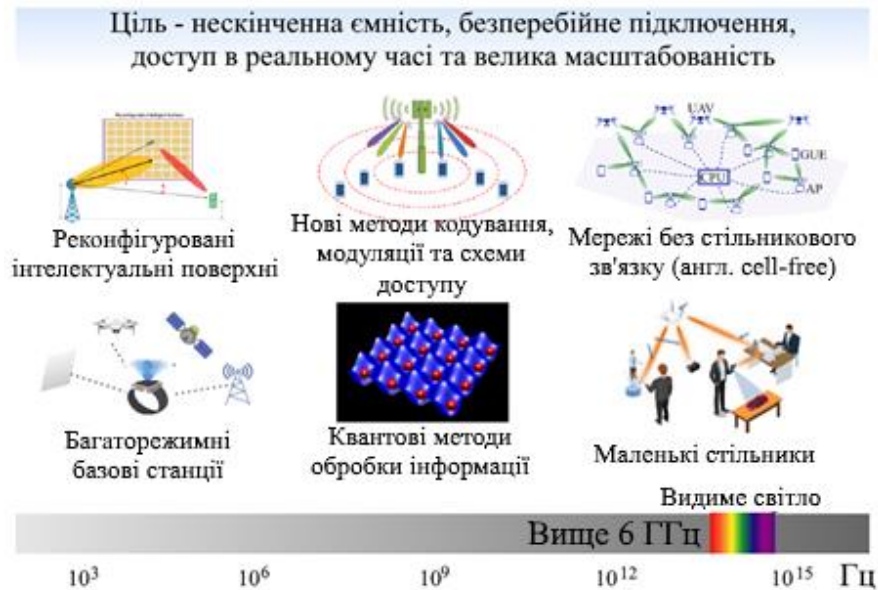 Ціль - нескінченна ємність, безперебійне підключення,
доступ в реальному часі та велика масштабованість
UAV
GUE
CPU
AP
Реконфігуровані
інтелектуальні поверхні
Нові методи кодування,
модуляції та схеми
доступу
Мережі без стільникового
зв'язку (англ. cell-free)
Багаторежимні
базові станції
Квантові методи
обробки інформації
Маленькі стільники
Видиме світло
Вище 6 ГГц
10³ 10⁶ 10⁹ 10¹² 10¹⁵ Гц